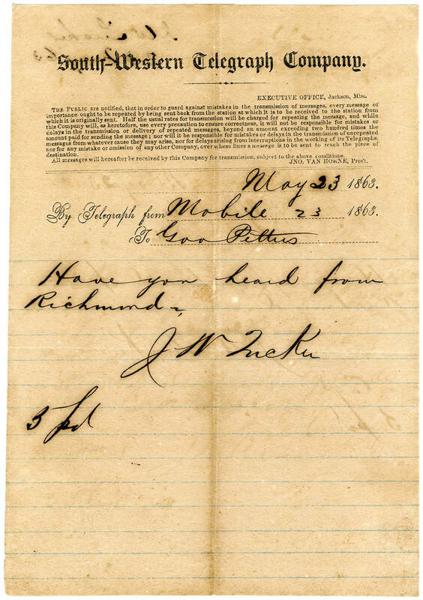 South-Western Telegraph Company.
EXECUTIVE OFFICE, Jackson, Miss.
THE PUBLIC are notified, that in order to guard against mistakes in the transmission of messages, every message of
importance ought to be repeated by being sent back from the station at which it is to be received to the station from
which it is originally sent. Half the usual rates for transmission will be charged for repeating the message, and while
this Company will, as heretofore, use every precaution to ensure correctness, it will not be responsible for mistakes or
delays in the transmission or delivery of repeated messages, beyond an amount exceeding two hundred times the
amount paid for sending the message; nor will it be responsible for mistakes or delays in the transmission of unrepeated
messages from whatever cause they may arise, nor for delays arising from interruptions in the working of its Telegraphs,
nor for any mistake or omission of any other Company, over whose lines a message is to be sent to reach the place of
destination.
All messages will hereafter be received by this Company for transmission, subject to the above conditions.
JNO. VAN HORNE, Pres't.
May 23 1863.
By Telegraph from Mobile 23 1863.
To Gov Pettus
Have you heard from
Richmond
J W Tucker
3 pd